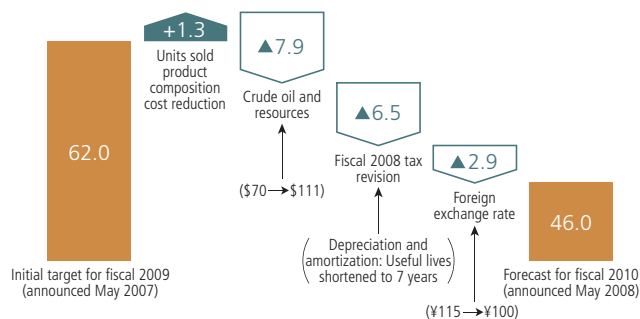 62.0
Initial target for fiscal 2009
(announced May 2007)
+1.3
Units sold
product
composition
cost reduction
▲7.9
Crude oil and
resources
($70→$111)
▲6.5
Fiscal 2008 tax
revision
(Depreciation and
amortization: Useful lives
shortened to 7 years)
▲2.9
Foreign
exchange rate
(¥115→¥100)
46.0
Forecast for fiscal 2010
(announced May 2008)